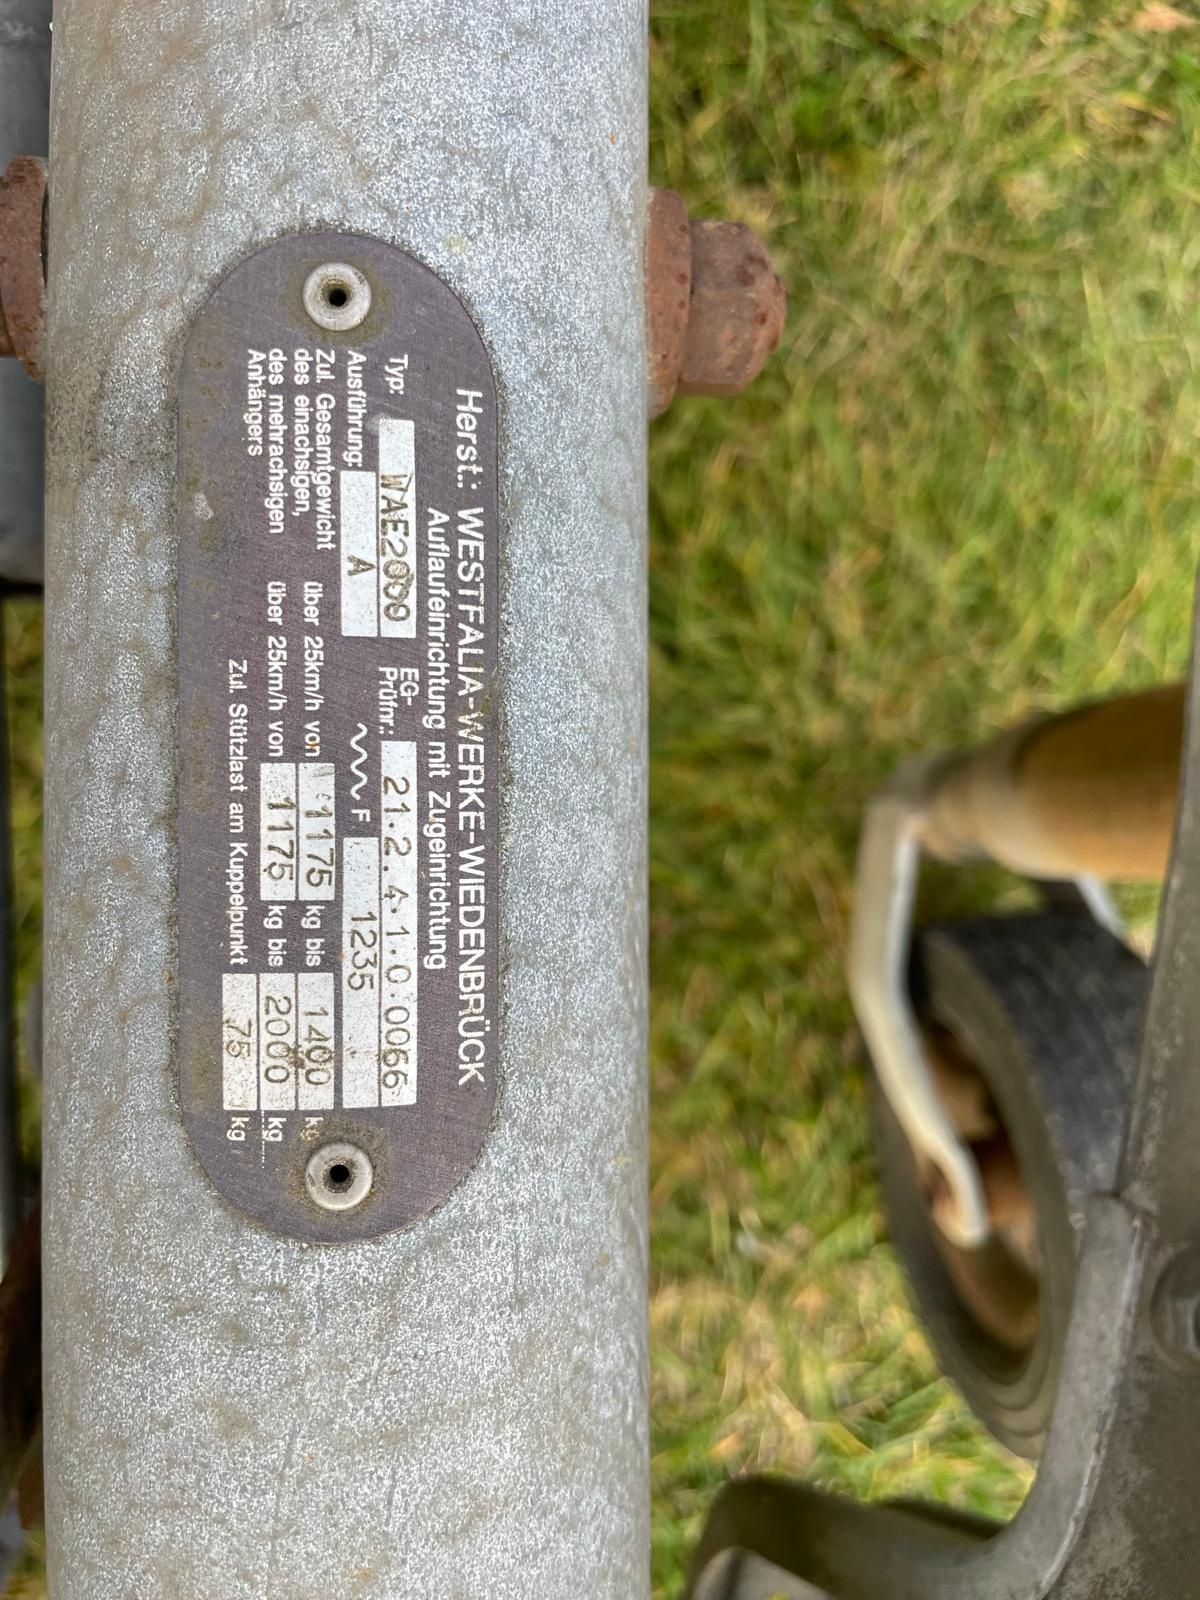 Herst.: WESTFALIA-WERKE-WIEDENBRÜCK
Auflaufeinrichtung mit Zugeinrichtung
Typ: WAE2000 EG-Prüfnr.: 21.2.4.1.0.0066
Ausführung: A F 1235
Zul. Gesamtgewicht
des einachsigen, über 25km/h von 1175 kg bis 1400 kg
des mehrachsigen über 25km/h von 1175 kg bis 2000 kg
Anhängers
Zul. Stützlast am Kuppelpunkt 75 kg